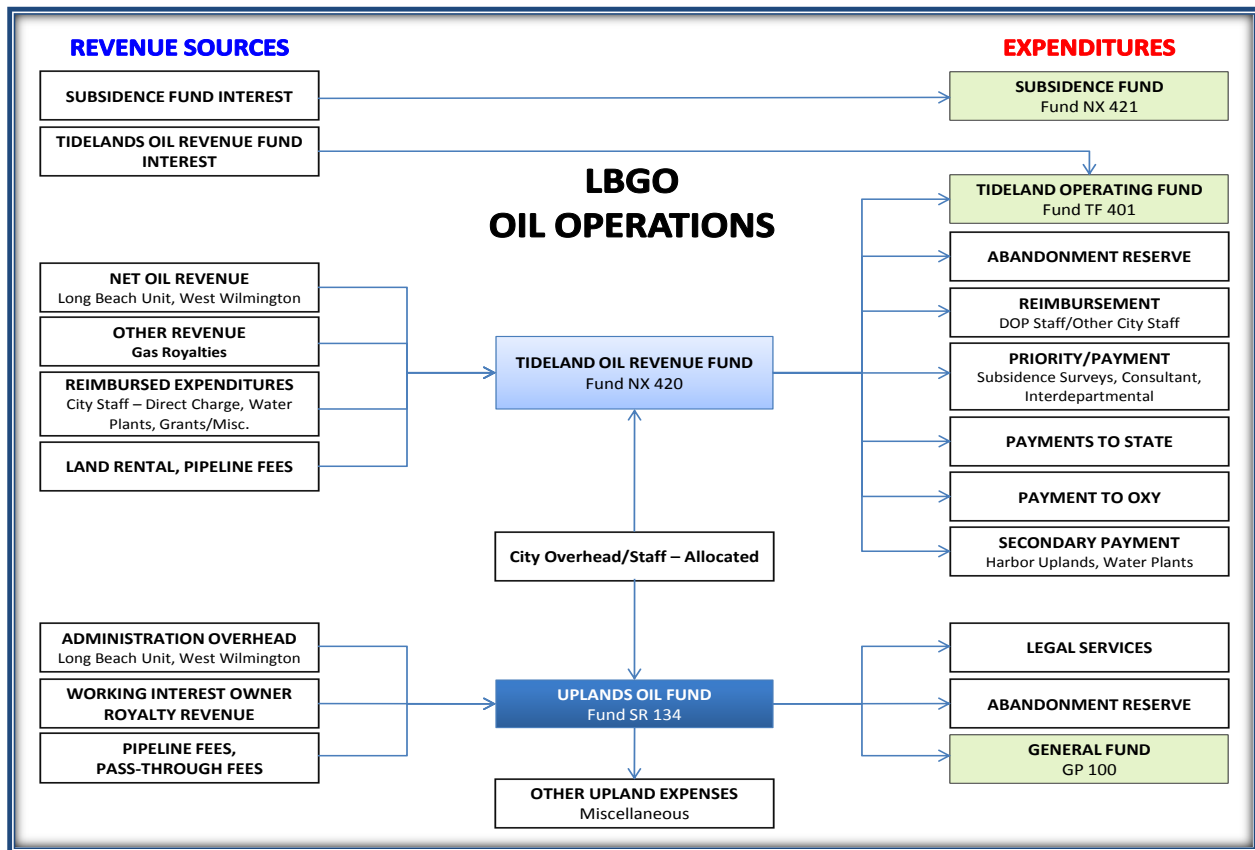 REVENUE SOURCES
EXPENDITURES
SUBSIDENCE FUND INTEREST
SUBSIDENCE FUND
Fund NX 421
TIDELANDS OIL REVENUE FUND
INTEREST
LBGO
OIL OPERATIONS
TIDELAND OPERATING FUND
Fund TF 401
ABANDONMENT RESERVE
NET OIL REVENUE
Long Beach Unit, West Wilmington
REIMBURSEMENT
DOP Staff/Other City Staff
OTHER REVENUE
Gas Royalties
TIDELAND OIL REVENUE FUND
Fund NX 420
PRIORITY/PAYMENT
Subsidence Surveys, Consultant,
Interdepartmental
REIMBURSED EXPENDITURES
City Staff – Direct Charge, Water
Plants, Grants/Misc.
PAYMENTS TO STATE
LAND RENTAL, PIPELINE FEES
PAYMENT TO OXY
City Overhead/Staff – Allocated
SECONDARY PAYMENT
Harbor Uplands, Water Plants
ADMINISTRATION OVERHEAD
Long Beach Unit, West Wilmington
LEGAL SERVICES
WORKING INTEREST OWNER
ROYALTY REVENUE
UPLANDS OIL FUND
Fund SR 134
ABANDONMENT RESERVE
PIPELINE FEES,
PASS-THROUGH FEES
GENERAL FUND
GP 100
OTHER UPLAND EXPENSES
Miscellaneous